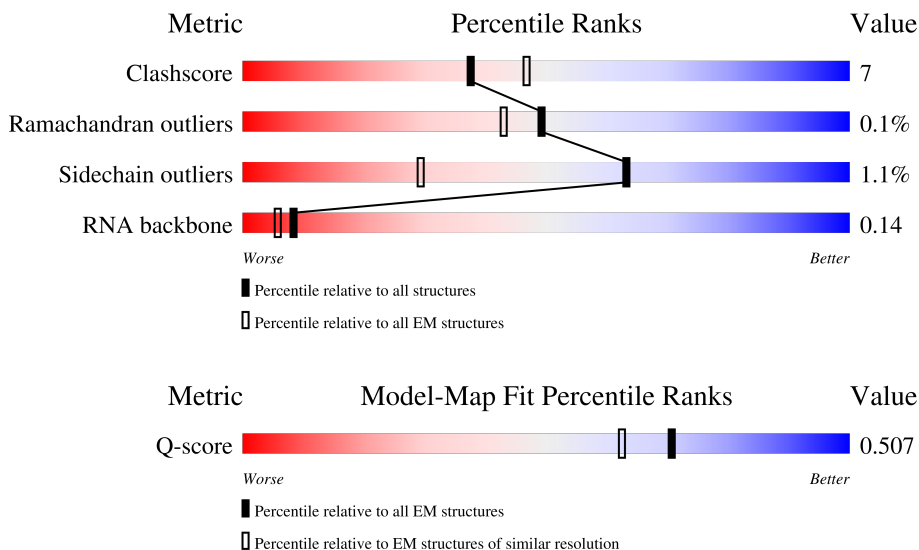 Metric Percentile Ranks Value
Clashscore 7
Ramachandran outliers 0.1%
Sidechain outliers 1.1%
RNA backbone 0.14
Worse Better
Percentile relative to all structures
Percentile relative to all EM structures
Metric Model-Map Fit Percentile Ranks Value
Q-score 0.507
Worse Better
Percentile relative to all EM structures
Percentile relative to EM structures of similar resolution